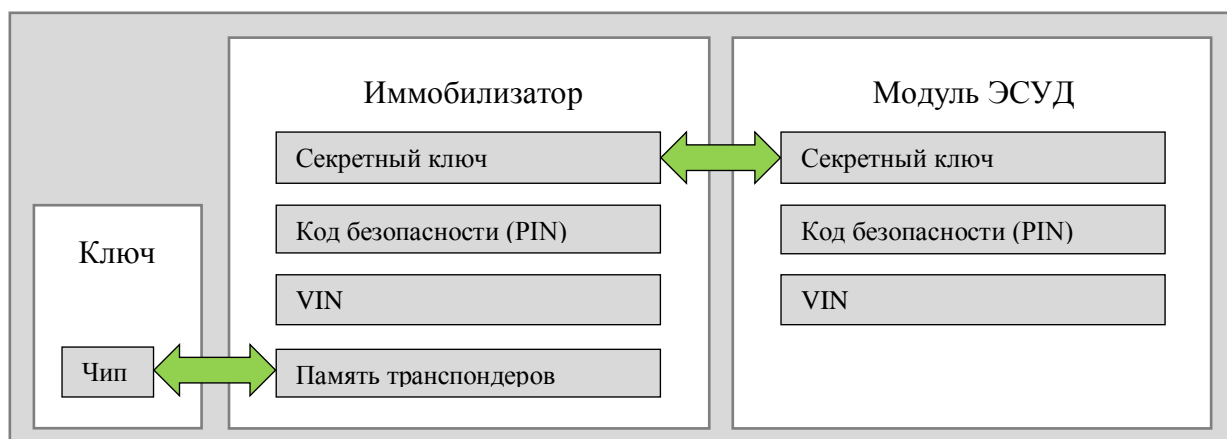 Ключ
Чип
Иммобилизатор
Секретный ключ
Код безопасности (PIN)
VIN
Память транспондеров
Модуль ЭСУД
Секретный ключ
Код безопасности (PIN)
VIN